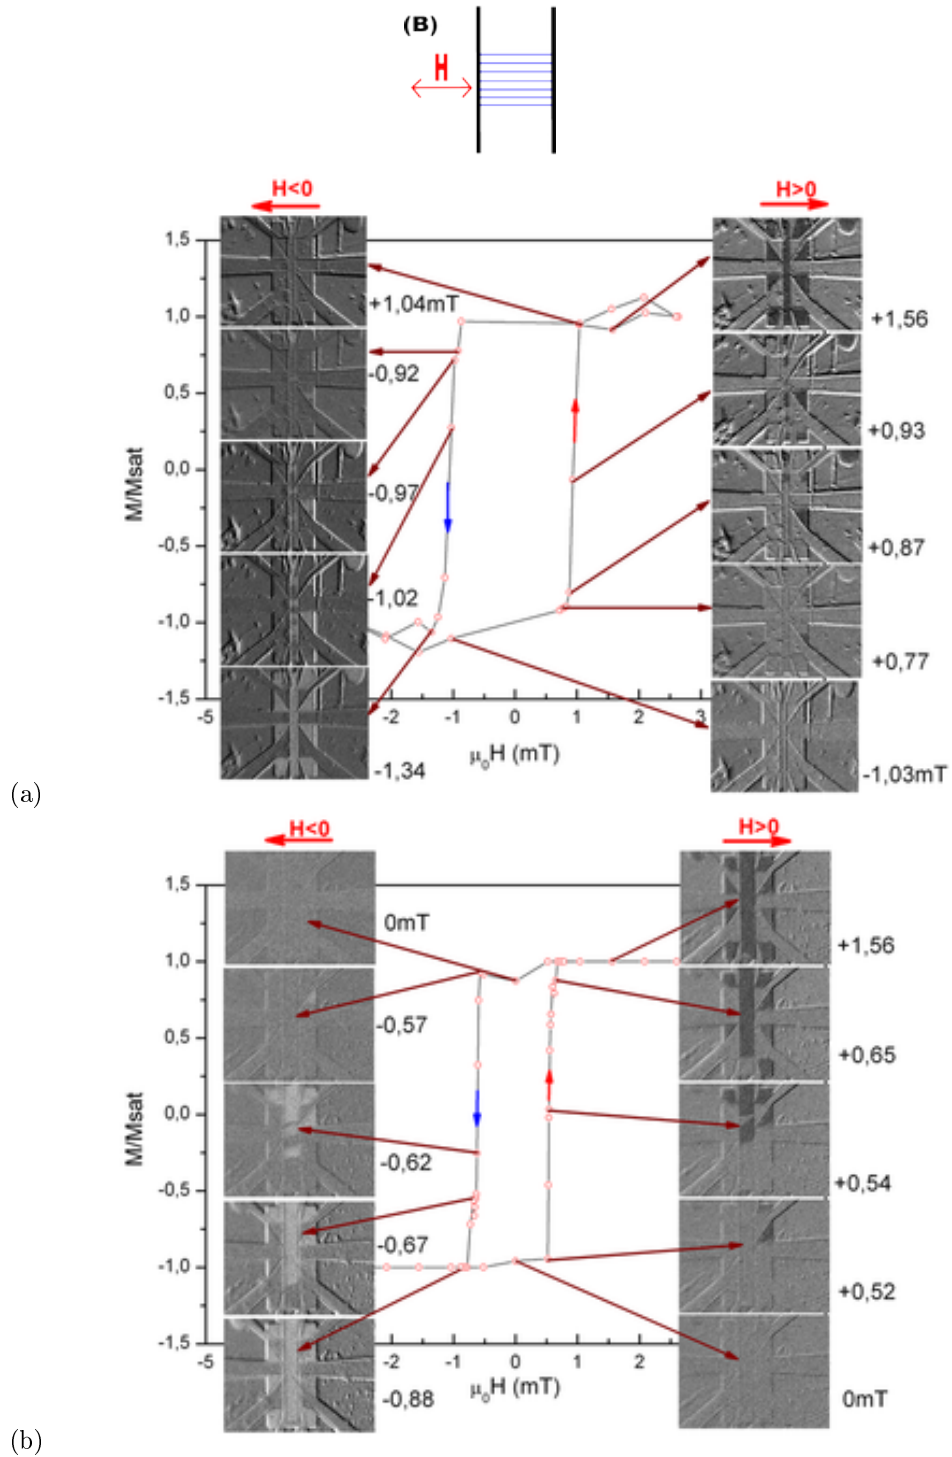 (B)
H
H<0
H>0
1,5
1,0
0,5
0,0
-0,5
-1,0
-1,5
M/Msat
-5
-2
-1
0
1
2
3
μ0H (mT)
+1,04mT
-0,92
-0,97
-1,02
-1,34
+1,56
+0,93
+0,87
+0,77
-1,03mT
(a)
H<0
H>0
1,5
1,0
0,5
0,0
-0,5
-1,0
-1,5
M/Msat
-5
-2
-1
0
1
2
μ0H (mT)
0mT
-0,57
-0,62
-0,67
-0,88
+1,56
+0,65
+0,54
+0,52
0mT
(b)